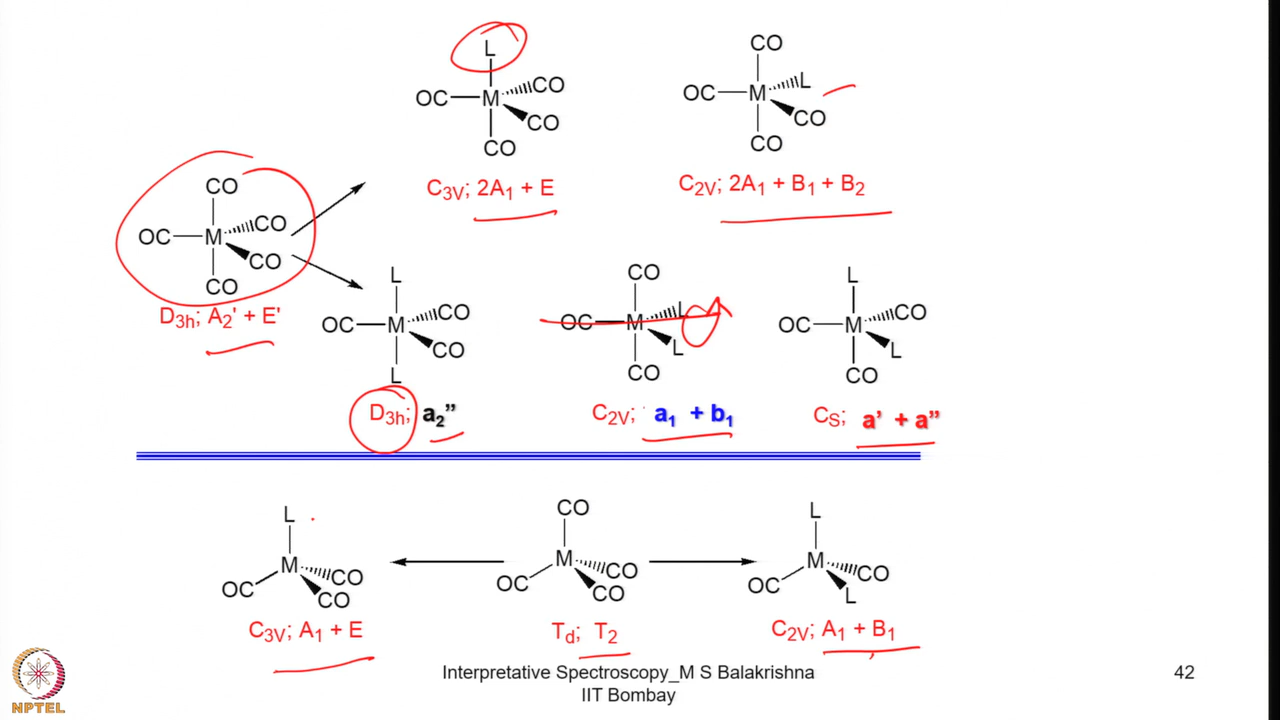 L
OC M CO
CO
CO
C3V; 2A1 + E
CO
OC M L
CO
CO
C2V; 2A1 + B1 + B2
CO
OC M CO
CO
CO
D3h; A2' + E'
L
OC M CO
CO
L
D3h; a2”
CO
OC M L
L
CO
C2V; a1 + b1
L
OC M CO
L
CO
CS; a’ + a”
L
M
OC CO
CO
C3V; A1 + E
CO
M
OC CO
CO
Td; T2
L
M
OC CO
L
C2V; A1 + B1
NPTEL
Interpretative Spectroscopy_M S Balakrishna
IIT Bombay
42